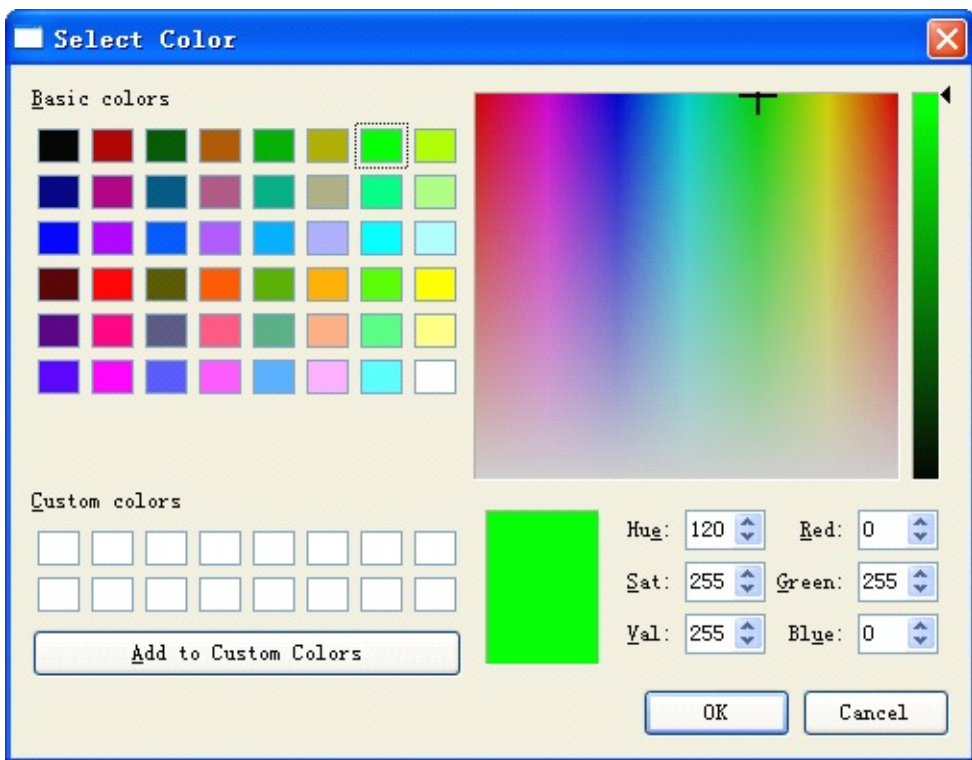 Select Color
Basic colors
Custom colors
Add to Custom Colors
Hue: 120 Red: 0
Sat: 255 Green: 255
Val: 255 Blue: 0
OK Cancel